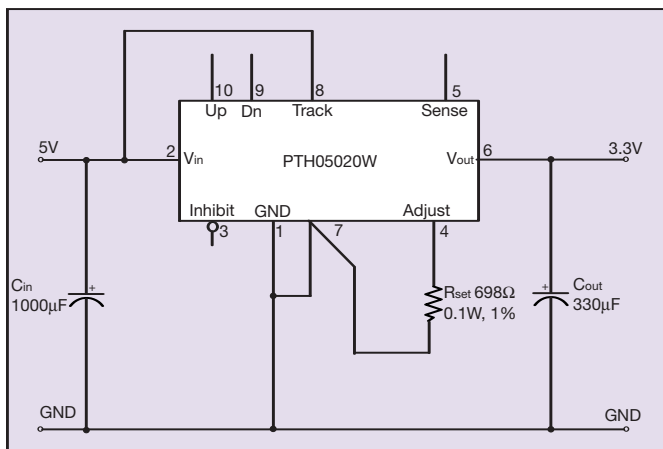 10 9 8 5
Up Dn Track Sense
5V 2 Vin PTH05020W Vout 6 3.3V
Inhibit GND Adjust
3 1 7 4
Cin + 1000µF
Rset 698Ω
0.1W, 1%
+ Cout
330µF
GND GND